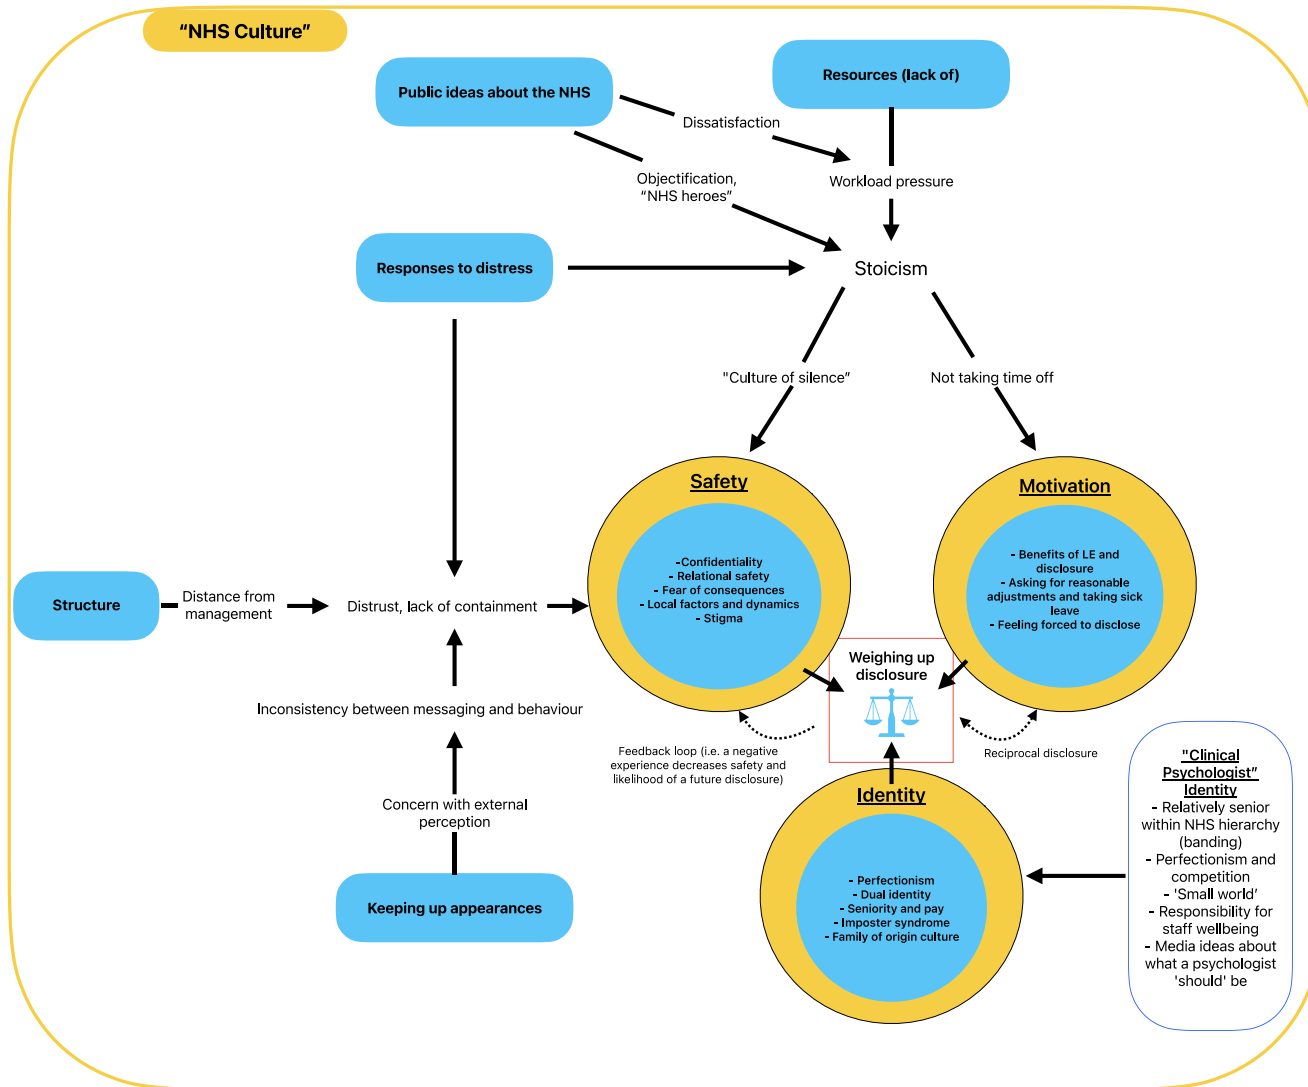 “NHS Culture”
Public ideas about the NHS
Resources (lack of)
Dissatisfaction
Objectification,
“NHS heroes”
Workload pressure
Responses to distress
Stoicism
"Culture of silence”
Not taking time off
Safety
-Confidentiality
- Relational safety
- Fear of consequences
- Local factors and dynamics
- Stigma
Motivation
- Benefits of LE and
disclosure
- Asking for reasonable
adjustments and taking sick
leave
- Feeling forced to disclose
Structure
Distance from
management
Distrust, lack of containment
Weighing up
disclosure
Inconsistency between messaging and behaviour
Feedback loop (i.e. a negative
experience decreases safety and
likelihood of a future disclosure)
Reciprocal disclosure
Concern with external
perception
Keeping up appearances
Identity
- Perfectionism
- Dual identity
- Seniority and pay
- Imposter syndrome
- Family of origin culture
"Clinical
Psychologist”
Identity
- Relatively senior
within NHS hierarchy
(banding)
- Perfectionism and
competition
- 'Small world’
- Responsibility for
staff wellbeing
- Media ideas about
what a psychologist
'should' be